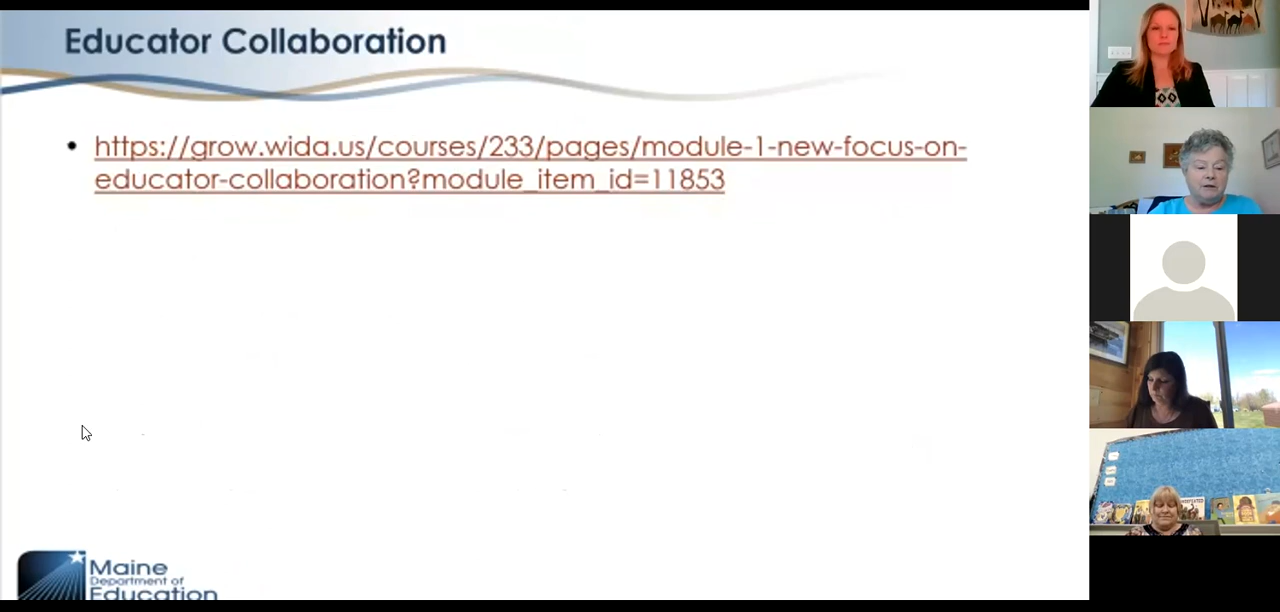 Educator Collaboration
• https://grow.wida.us/courses/233/pages/module-1-new-focus-on-
educator-collaboration?module_item_id=11853
Maine
Department of
Education